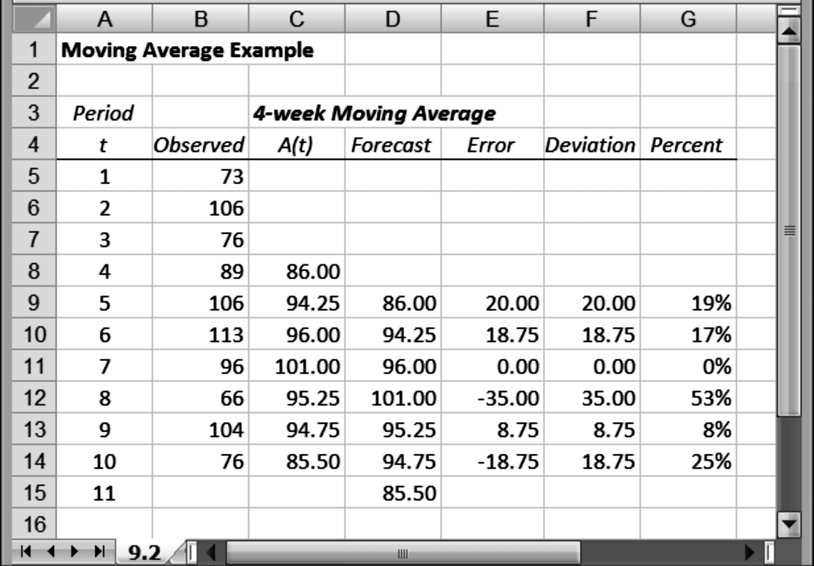 A B C D E F G
1 Moving Average Example
2
3 Period 4-week Moving Average
4 t Observed A(t) Forecast Error Deviation Percent
5 1 73
6 2 106
7 3 76
8 4 89 86.00
9 5 106 94.25 86.00 20.00 20.00 19%
10 6 113 96.00 94.25 18.75 18.75 17%
11 7 96 101.00 96.00 0.00 0.00 0%
12 8 66 95.25 101.00 -35.00 35.00 53%
13 9 104 94.75 95.25 8.75 8.75 8%
14 10 76 85.50 94.75 -18.75 18.75 25%
15 11 85.50
16
9.2